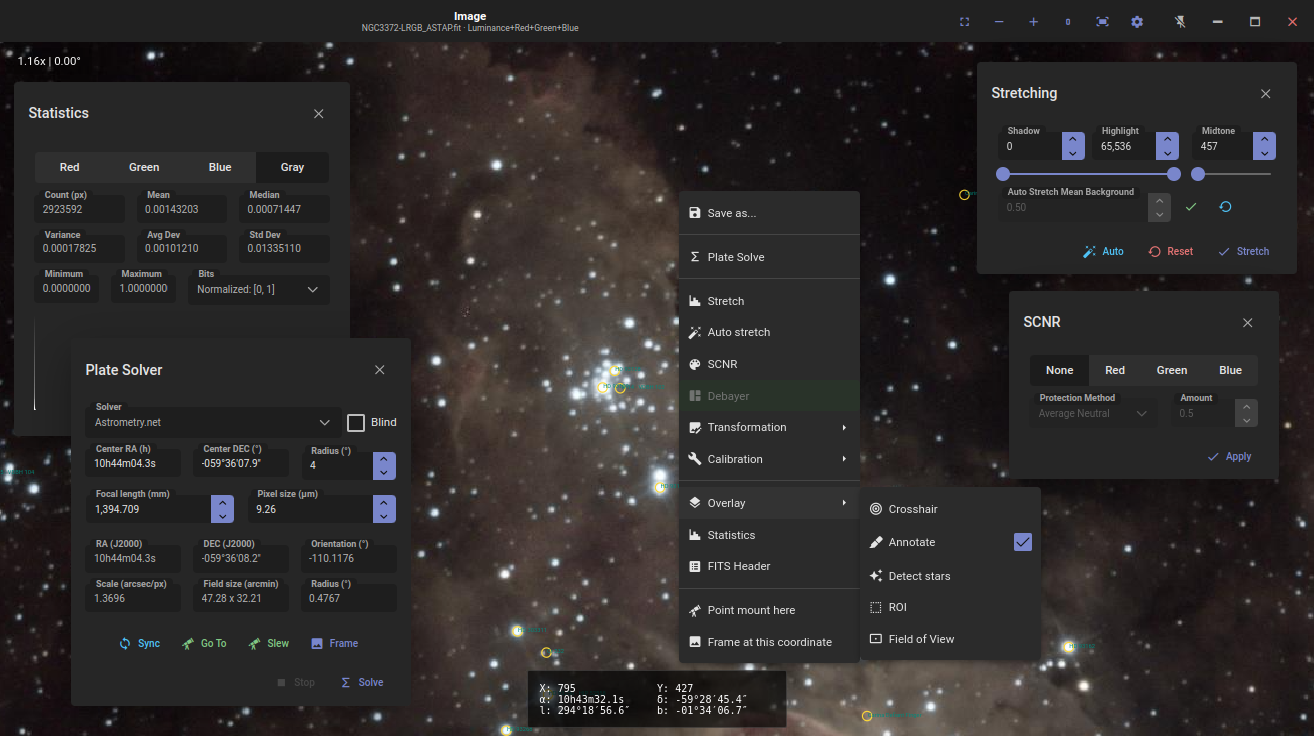 Image
NGC3372-LRGB_ASTAP.fit · Luminance+Red+Green+Blue
1.16x | 0.00°
Statistics
Red Green Blue Gray
Count (px) Mean Median
2923592 0.00143203 0.00071447
Variance Avg Dev Std Dev
0.00017825 0.00101210 0.01335110
Minimum Maximum Bits
0.0000000 1.0000000 Normalized: [0, 1]
Plate Solver
Solver
Astrometry.net Blind
Center RA (h) Center DEC (°) Radius (°)
10h44m04.3s -059°36'07.9" 4
Focal length (mm) Pixel size (μm)
1,394.709 9.26
RA (J2000) DEC (J2000) Orientation (°)
10h44m04.3s -059°36'08.2" -110.1176
Scale (arcsec/px) Field size (arcmin) Radius (°)
1.3696 47.28 x 32.21 0.4767
Sync Go To Slew Frame
Stop Solve
Save as...
Plate Solve
Stretch
Auto stretch
SCNR
Debayer
Transformation
Calibration
Overlay
Statistics
FITS Header
Point mount here
Frame at this coordinate
Crosshair
Annotate
Detect stars
ROI
Field of View
Stretching
Shadow Highlight Midtone
0 65,536 457
Auto Stretch Mean Background
0.50
Auto Reset Stretch
SCNR
None Red Green Blue
Protection Method Amount
Average Neutral 0.5
Apply
X: 795 Y: 427
α: 10h43m32.1s δ: -59°28′45.4″
l: 294°18′56.6″ b: -01°34′06.7″